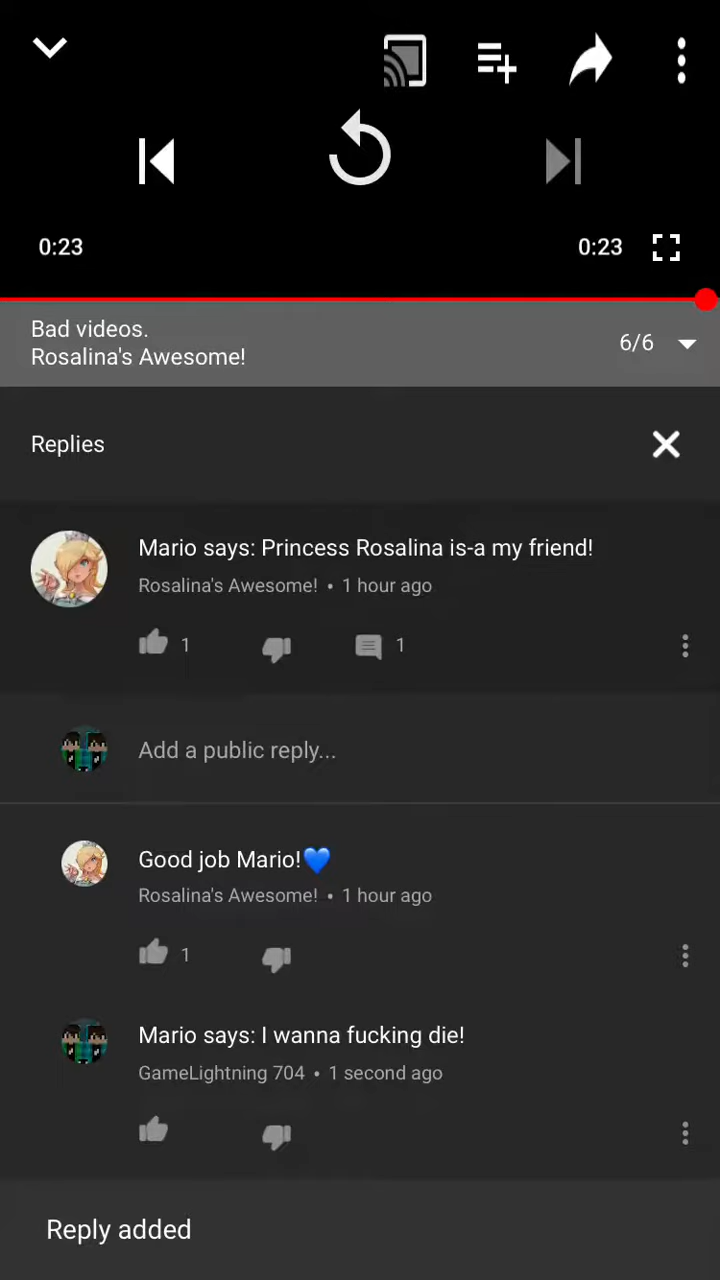 0:23
0:23
Bad videos.
Rosalina's Awesome!
6/6
Replies
Mario says: Princess Rosalina is-a my friend!
Rosalina's Awesome! • 1 hour ago
1
1
Add a public reply...
Good job Mario!💙
Rosalina's Awesome! • 1 hour ago
1
Mario says: I wanna fucking die!
GameLightning 704 • 1 second ago
Reply added